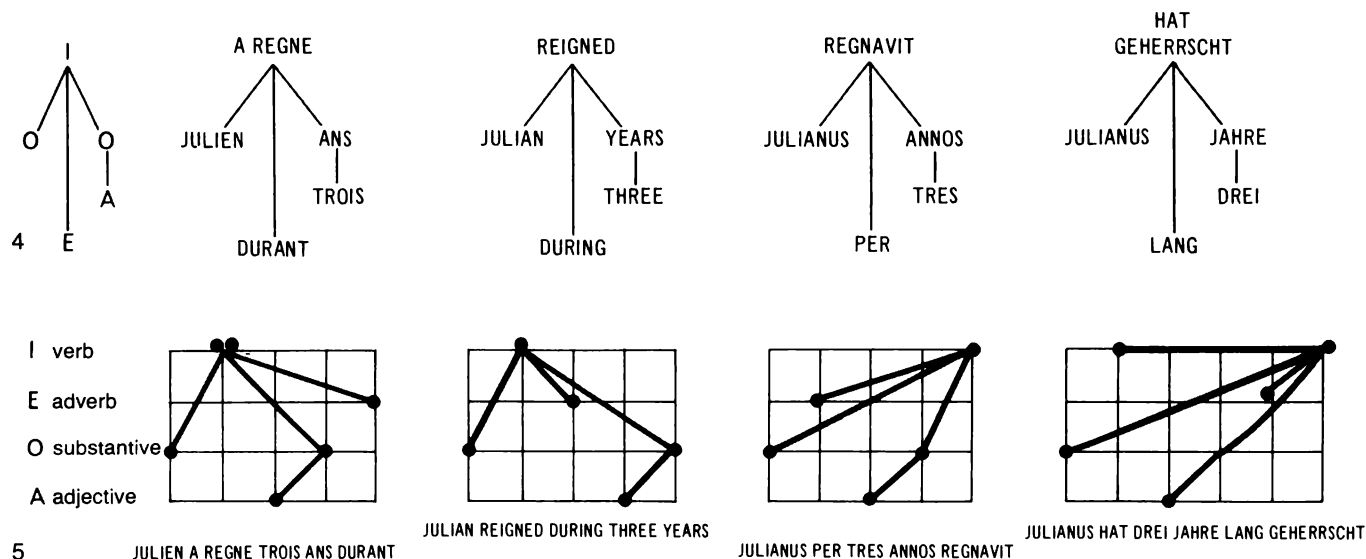 I
O
O
A
4
E
A REGNE
JULIEN
ANS
TROIS
DURANT
REIGNED
JULIAN
YEARS
THREE
DURING
REGNAVIT
JULIANUS
ANNOS
TRES
PER
HAT
GEHERRSCHT
JULIANUS
JAHRE
DREI
LANG
I verb
E adverb
O substantive
A adjective
5
JULIEN A REGNE TROIS ANS DURANT
JULIAN REIGNED DURING THREE YEARS
JULIANUS PER TRES ANNOS REGNAVIT
JULIANUS HAT DREI JAHRE LANG GEHERRSCHT